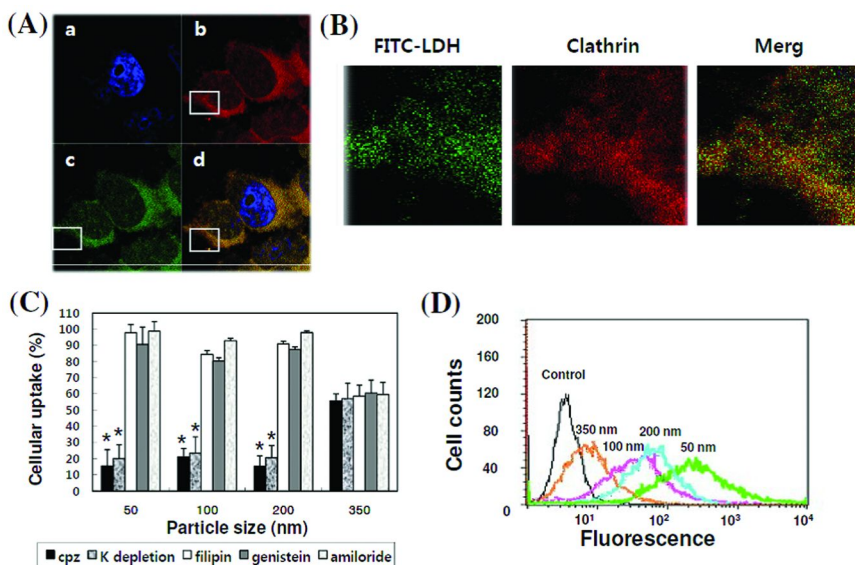 (A)
a
b
c
d
(B)
FITC-LDH Clathrin Merg
(C)
Cellular uptake (%)
110
100
90
80
70
60
50
40
30
20
10
0
* * * * * *
50 100 200 350
Particle size (nm)
cpz K depletion filipin genistein amiloride
(D)
Cell counts
200
160
120
80
40
0
Control
350 nm
100 nm
200 nm
50 nm
10¹ 10² 10³ 10⁴
Fluorescence